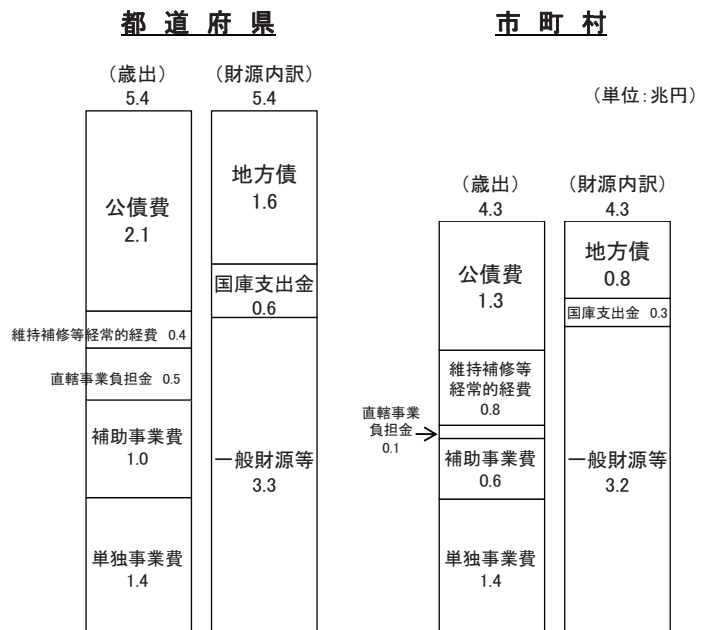 都 道 府 県
（歳出）
5.4
（財源内訳）
5.4
公債費
2.1
維持補修等経常的経費 0.4
直轄事業負担金 0.5
補助事業費
1.0
単独事業費
1.4
地方債
1.6
国庫支出金
0.6
一般財源等
3.3
市 町 村
（単位：兆円）
（歳出）
4.3
（財源内訳）
4.3
公債費
1.3
維持補修等
経常的経費
0.8
直轄事業
負担金
0.1
補助事業費
0.6
単独事業費
1.4
地方債
0.8
国庫支出金 0.3
一般財源等
3.2